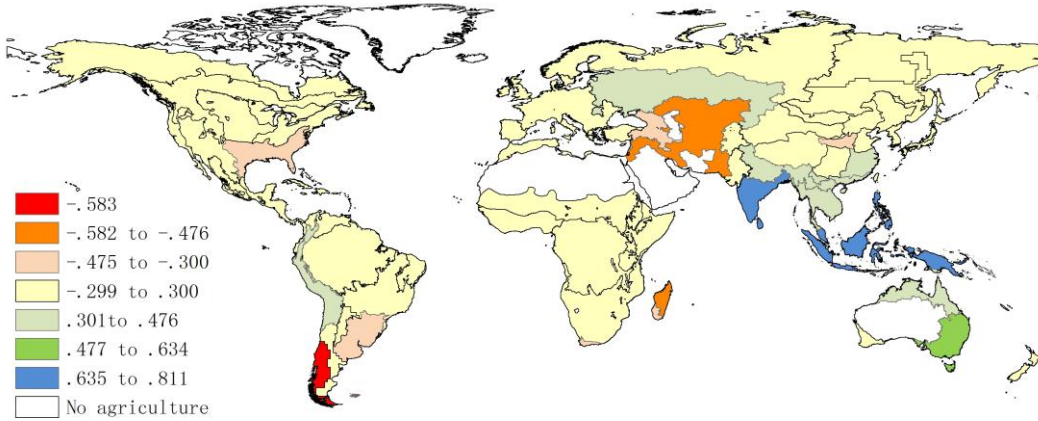 -.583
-.582 to -.476
-.475 to -.300
-.299 to .300
.301to .476
.477 to .634
.635 to .811
No agriculture